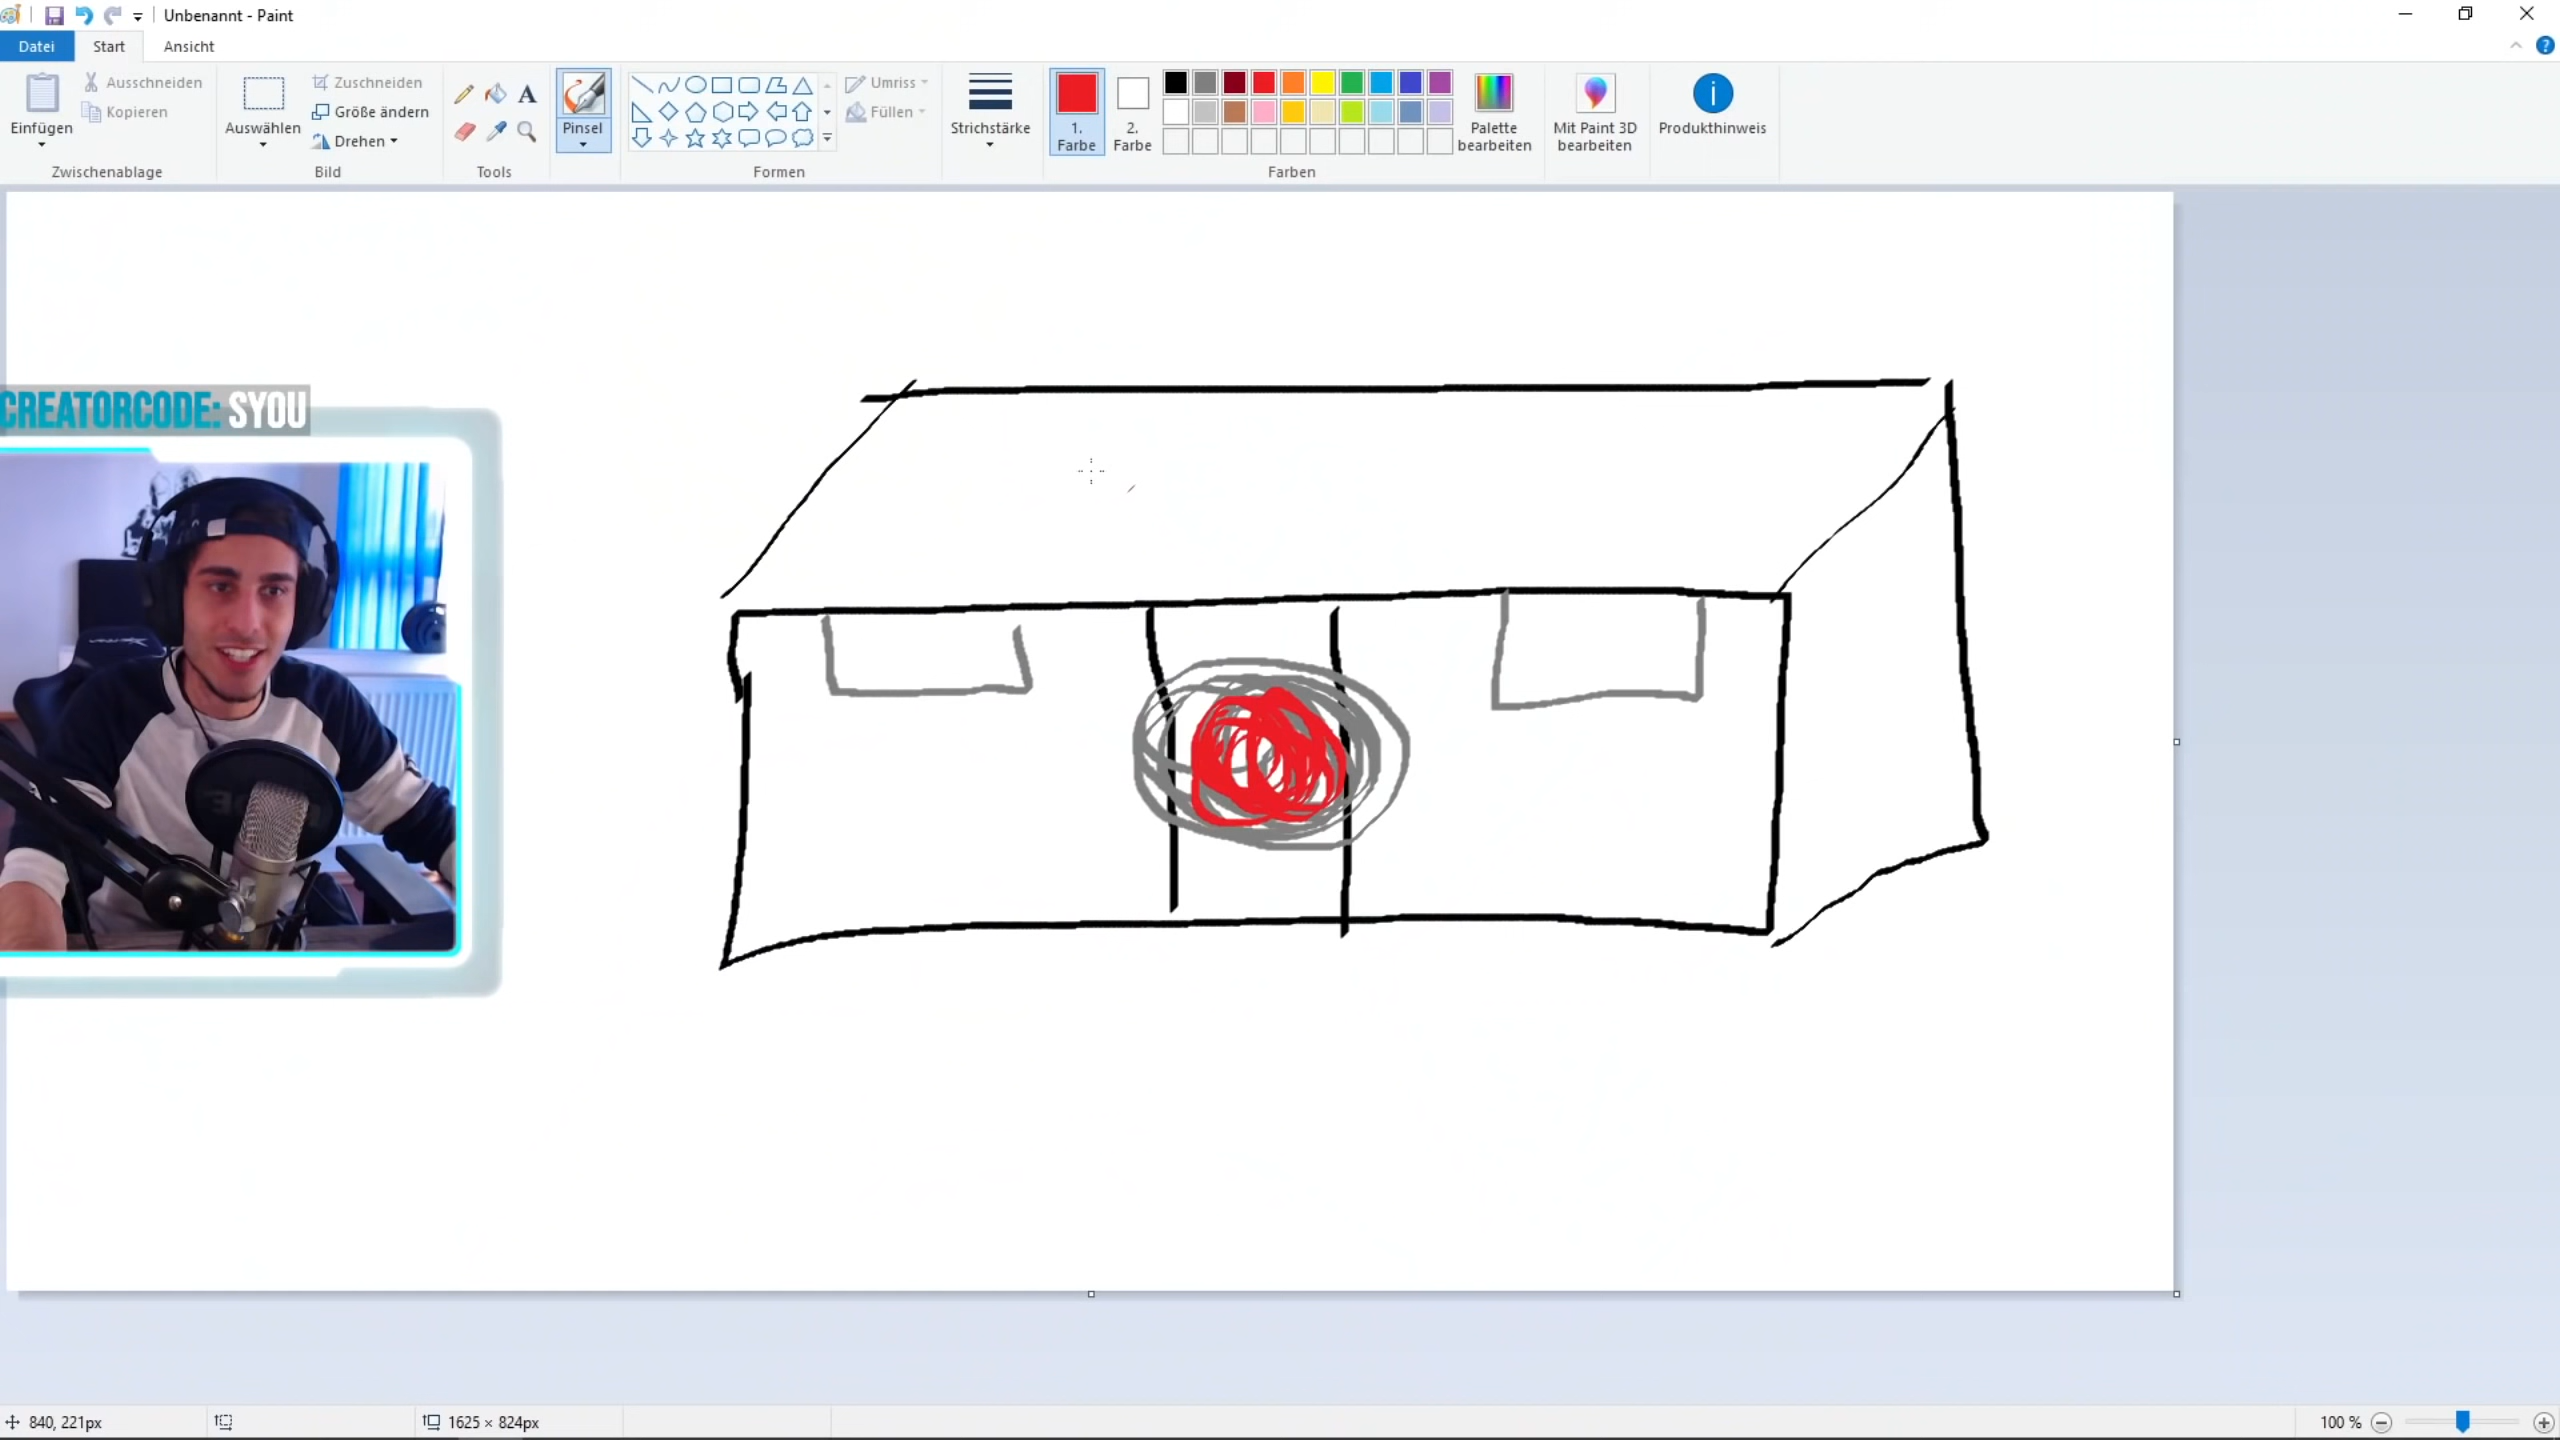 Unbenannt - Paint
Datei Start Ansicht
Einfügen
Ausschneiden
Kopieren
Zwischenablage
Auswählen
Zuschneiden
Größe ändern
Drehen
Bild
A
Tools
Pinsel
Umriss
Füllen
Formen
Strichstärke
1.
Farbe
2.
Farbe
Farben
Palette
bearbeiten
Mit Paint 3D
bearbeiten
i
Produkthinweis
?
CREATORCODE: SYOU
840, 221px
1625 × 824px
100 %